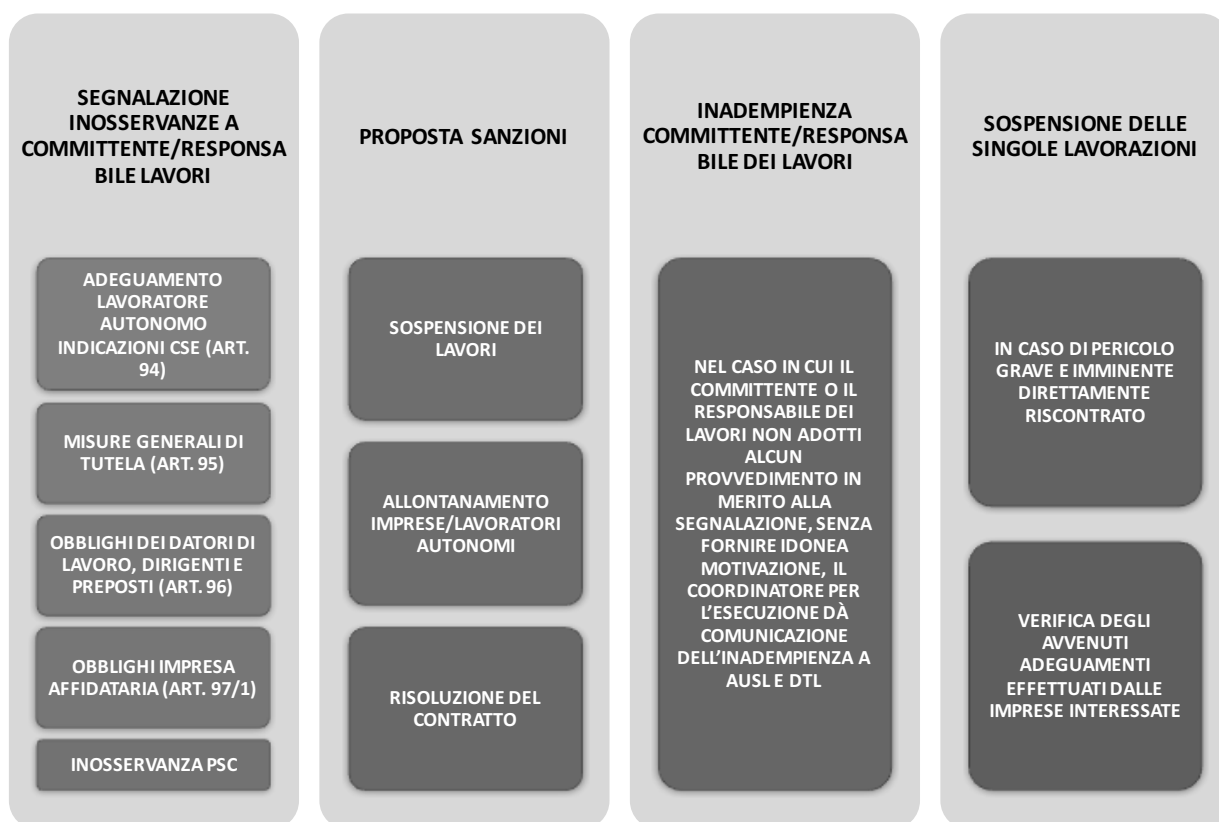 SEGNALAZIONE
INOSSERVANZE A
COMMITTENTE/RESPONSA
BILE LAVORI
ADEGUAMENTO
LAVORATORE
AUTONOMO
INDICAZIONI CSE (ART.
94)
MISURE GENERALI DI
TUTELA (ART. 95)
OBBLIGHI DEI DATORI DI
LAVORO, DIRIGENTI E
PREPOSTI (ART. 96)
OBBLIGHI IMPRESA
AFFIDATARIA (ART. 97/1)
INOSSERVANZA PSC
PROPOSTA SANZIONI
SOSPENSIONE DEI
LAVORI
ALLONTANAMENTO
IMPRESE/LAVORATORI
AUTONOMI
RISOLUZIONE DEL
CONTRATTO
INADEMPIENZA
COMMITTENTE/RESPONSA
BILE DEI LAVORI
NEL CASO IN CUI IL
COMMITTENTE O IL
RESPONSABILE DEI
LAVORI NON ADOTTI
ALCUN
PROVVEDIMENTO IN
MERITO ALLA
SEGNALAZIONE, SENZA
FORNIRE IDONEA
MOTIVAZIONE, IL
COORDINATORE PER
L’ESECUZIONE DÀ
COMUNICAZIONE
DELL’INADEMPIENZA A
AUSL E DTL
SOSPENSIONE DELLE
SINGOLE LAVORAZIONI
IN CASO DI PERICOLO
GRAVE E IMMINENTE
DIRETTAMENTE
RISCONTRATO
VERIFICA DEGLI
AVVENUTI
ADEGUAMENTI
EFFETTUATI DALLE
IMPRESE INTERESSATE